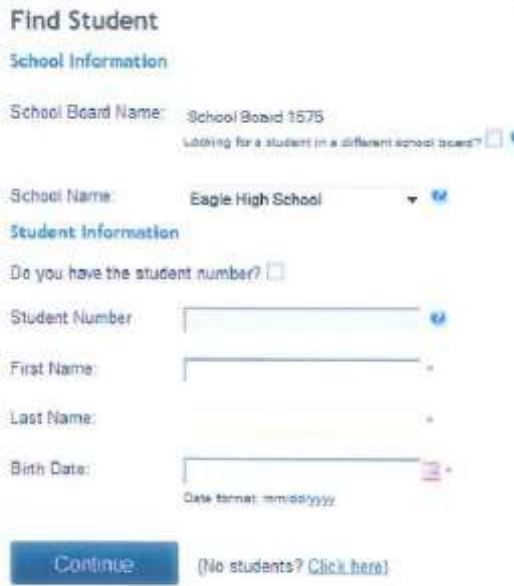 Find Student
School Information
School Board Name: School Board 1575
Looking for a student in a different school board?
School Name: Eagle High School
Student Information
Do you have the student number?
Student Number
First Name: *
Last Name: *
Birth Date: *
Date format: mm/dd/yyyy
Continue (No students? Click here)